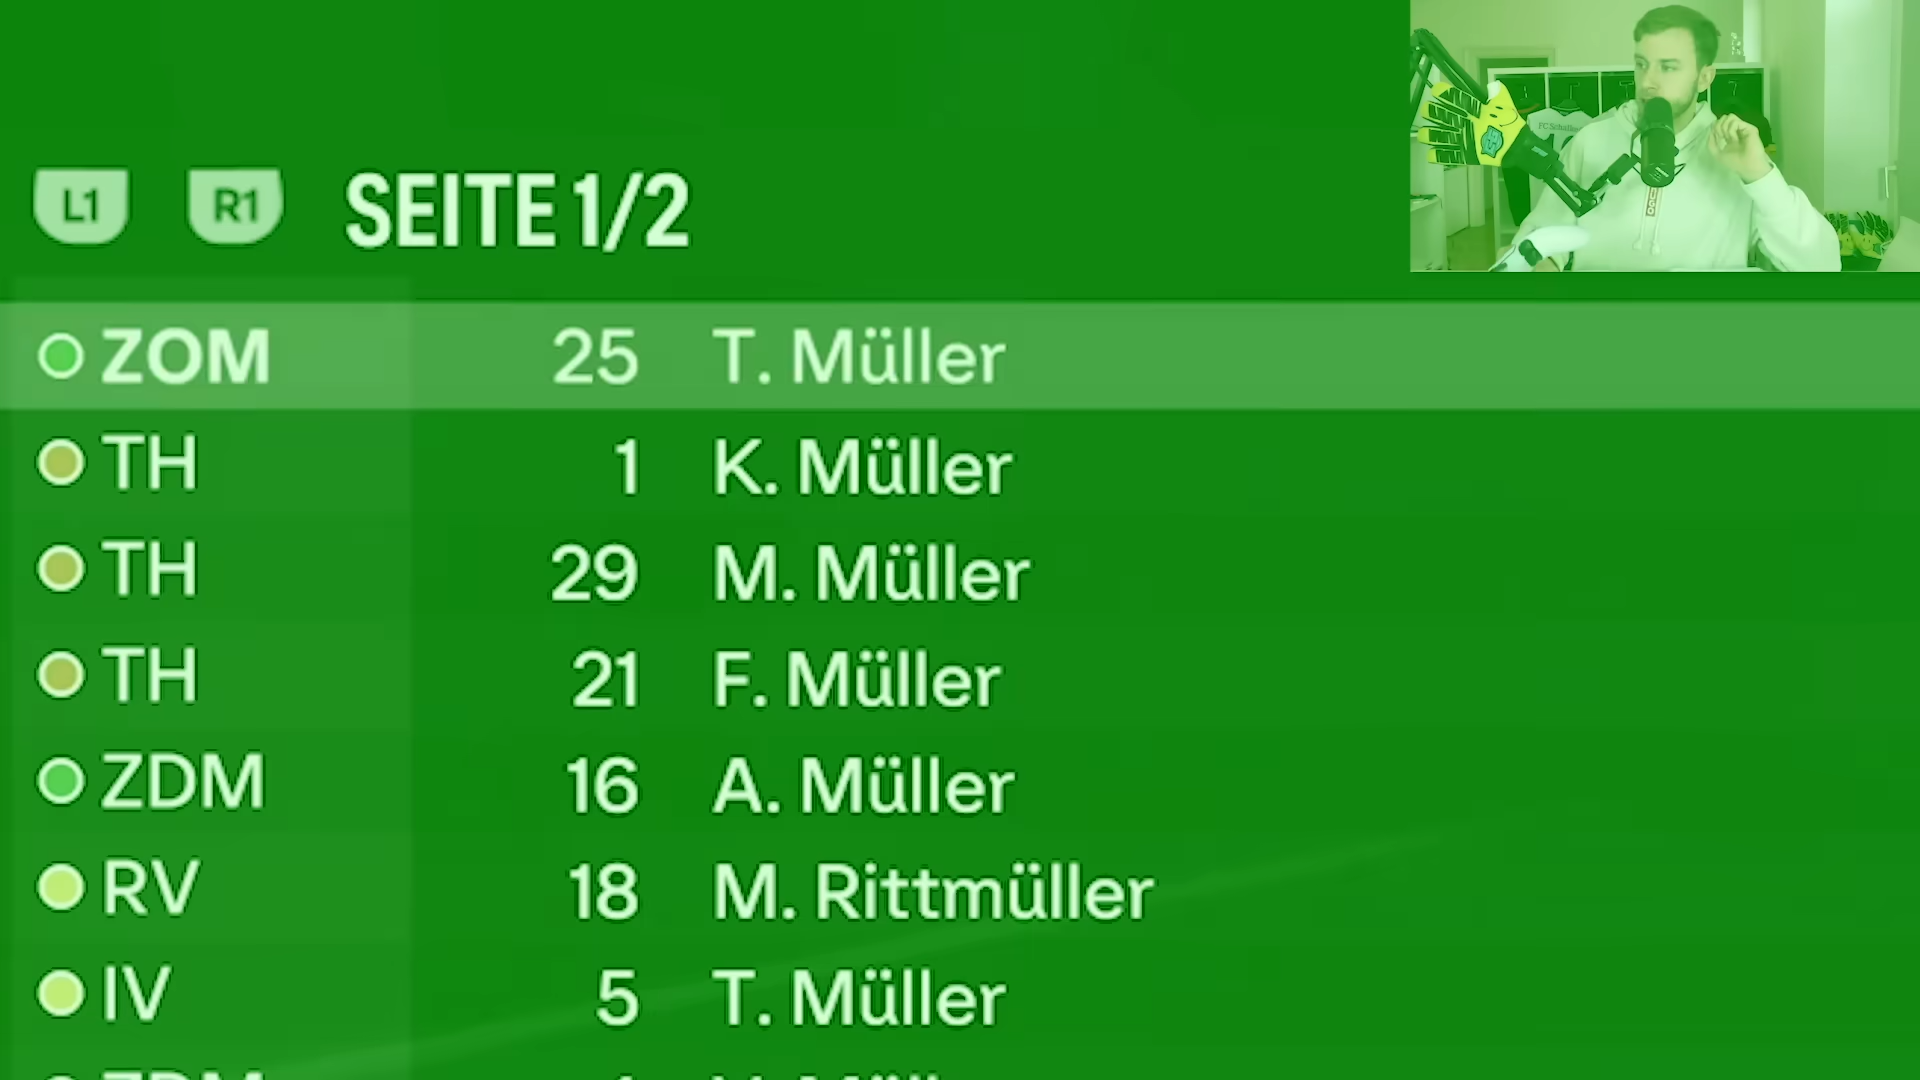 L1 R1 SEITE 1/2
ZOM 25 T. Müller
TH 1 K. Müller
TH 29 M. Müller
TH 21 F. Müller
ZDM 16 A. Müller
RV 18 M. Rittmüller
IV 5 T. Müller